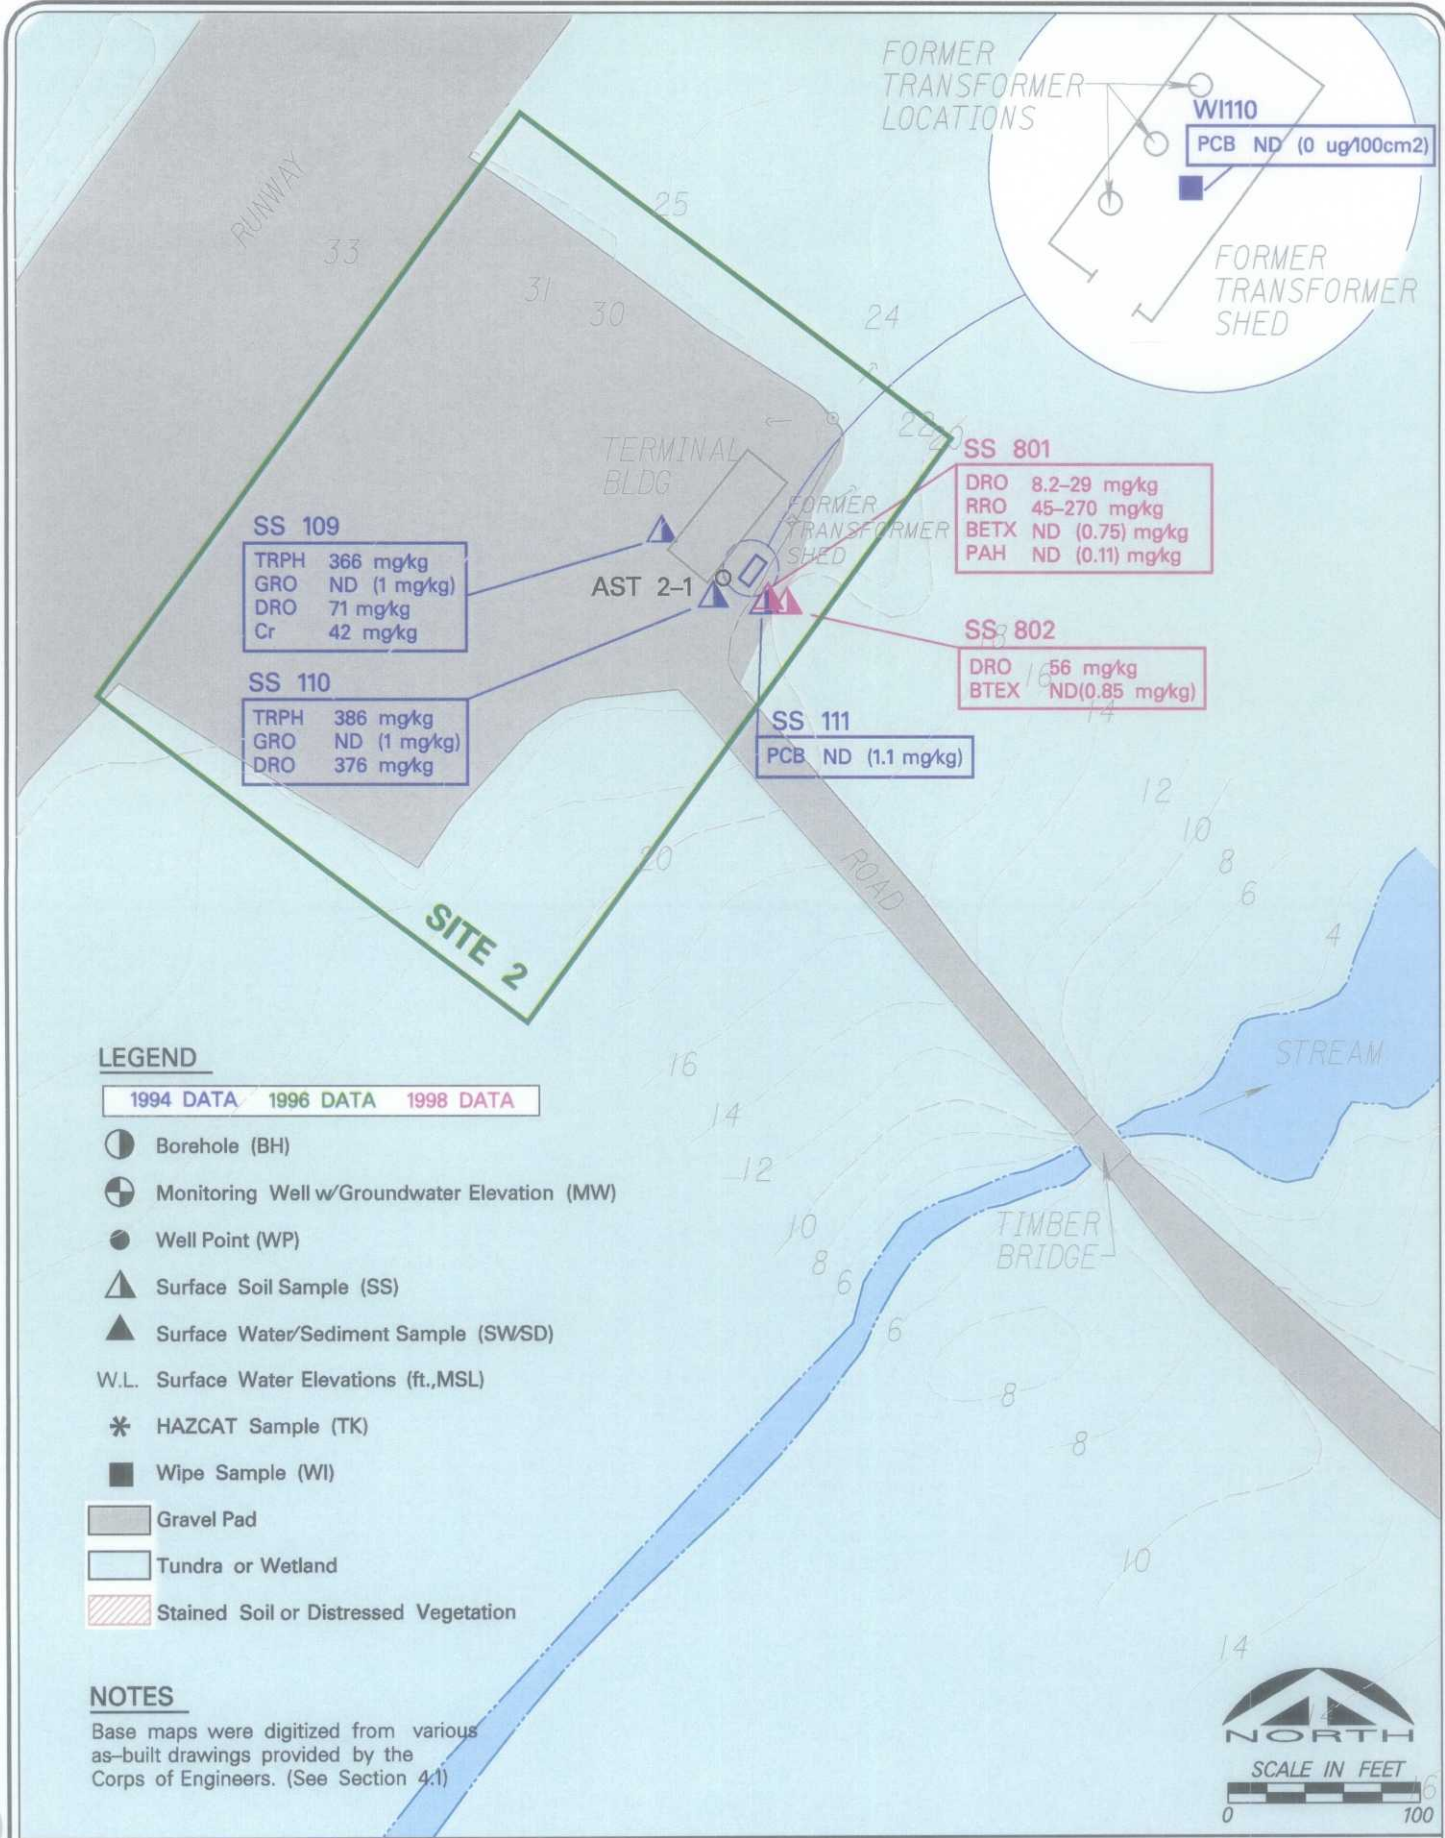 FORMER
TRANSFORMER
LOCATIONS
WI110
PCB ND (0 ug/100cm2)
FORMER
TRANSFORMER
SHED
RUNWAY
33
25
31
30
24
22
20
TERMINAL
BLDG
FORMER
TRANSFORMER
SHED
AST 2-1
SS 801
DRO 8.2-29 mg/kg
RRO 45-270 mg/kg
BETX ND (0.75) mg/kg
PAH ND (0.11) mg/kg
SS 109
TRPH 366 mg/kg
GRO ND (1 mg/kg)
DRO 71 mg/kg
Cr 42 mg/kg
SS 802
DRO 56 mg/kg
BTEX ND(0.85 mg/kg)
18
16
14
SS 110
TRPH 386 mg/kg
GRO ND (1 mg/kg)
DRO 376 mg/kg
SS 111
PCB ND (1.1 mg/kg)
12
10
8
6
4
20
ROAD
SITE 2
STREAM
16
14
12
10
8
6
6
TIMBER
BRIDGE
8
8
10
14
LEGEND
1994 DATA 1996 DATA 1998 DATA
Borehole (BH)
Monitoring Well w/Groundwater Elevation (MW)
Well Point (WP)
Surface Soil Sample (SS)
Surface Water/Sediment Sample (SW/SD)
W.L. Surface Water Elevations (ft.,MSL)
HAZCAT Sample (TK)
Wipe Sample (WI)
Gravel Pad
Tundra or Wetland
Stained Soil or Distressed Vegetation
NOTES
Base maps were digitized from various
as-built drawings provided by the
Corps of Engineers. (See Section 4.1)
NORTH
SCALE IN FEET
16
0 100